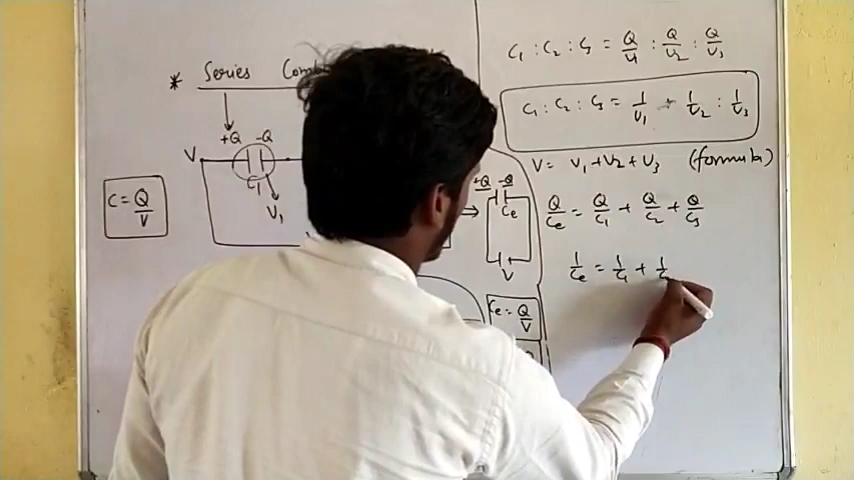 * Series
+Q -Q
V
C1
V1
C = Q/V
+Q -Q
⇒ Ce
V
Ce = Q/V
C1 : C2 : C3 = Q/V1 : Q/V2 : Q/V3
C1 : C2 : C3 = 1/V1 : 1/V2 : 1/V3
V = V1 + V2 + V3 (formula)
Q/Ce = Q/C1 + Q/C2 + Q/C3
1/Ce = 1/C1 + 1/C